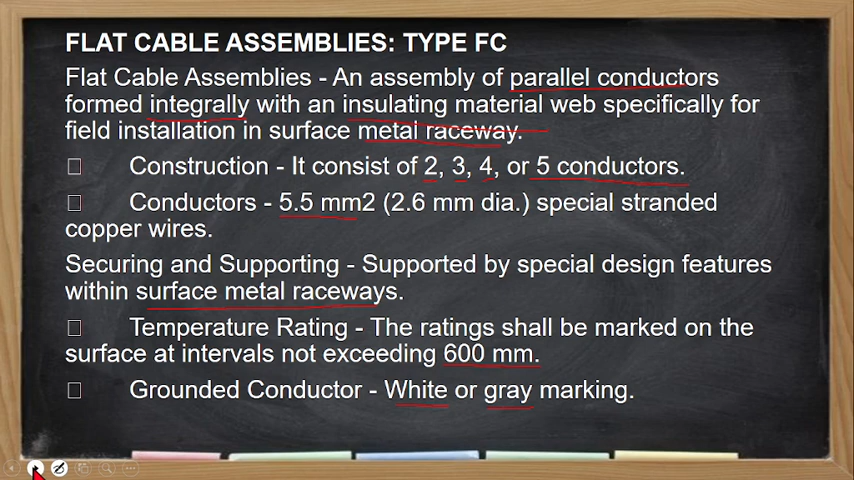 FLAT CABLE ASSEMBLIES: TYPE FC
Flat Cable Assemblies - An assembly of parallel conductors
formed integrally with an insulating material web specifically for
field installation in surface metal raceway.
Construction - It consist of 2, 3, 4, or 5 conductors.
Conductors - 5.5 mm2 (2.6 mm dia.) special stranded
copper wires.
Securing and Supporting - Supported by special design features
within surface metal raceways.
Temperature Rating - The ratings shall be marked on the
surface at intervals not exceeding 600 mm.
Grounded Conductor - White or gray marking.